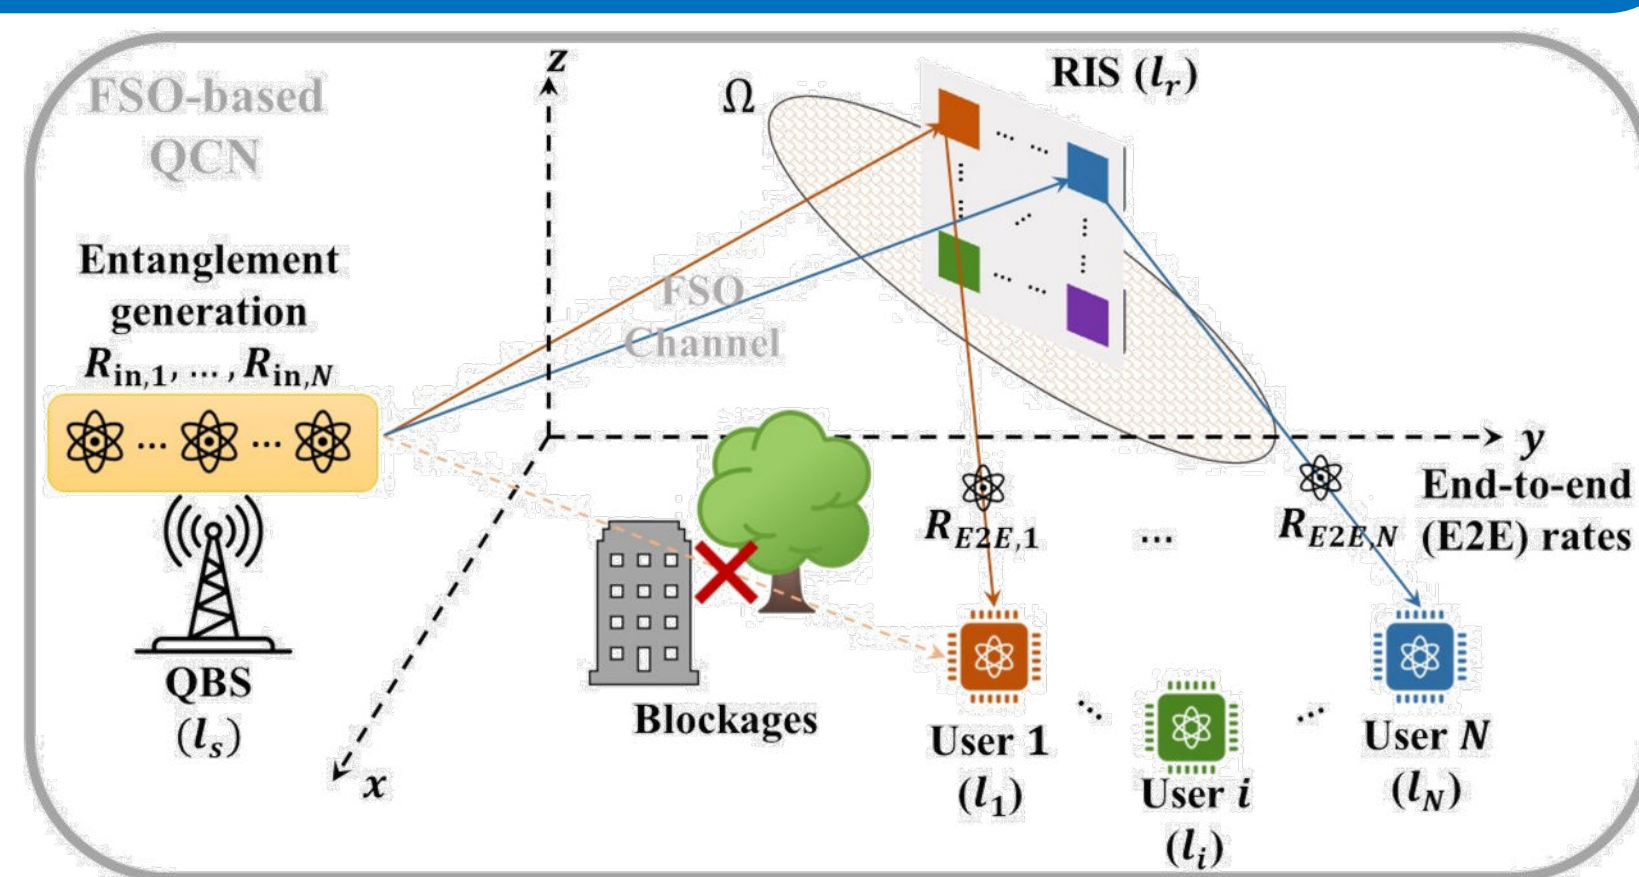 FSO-based
QCN
z
Ω
RIS (l_r)
Entanglement
generation
R_in,1, … , R_in,N
... ...
FSO
Channel
y
End-to-end
(E2E) rates
R_E2E,1
...
R_E2E,N
QBS
(l_s)
x
Blockages
User 1
(l_1)
User i
(l_i)
User N
(l_N)